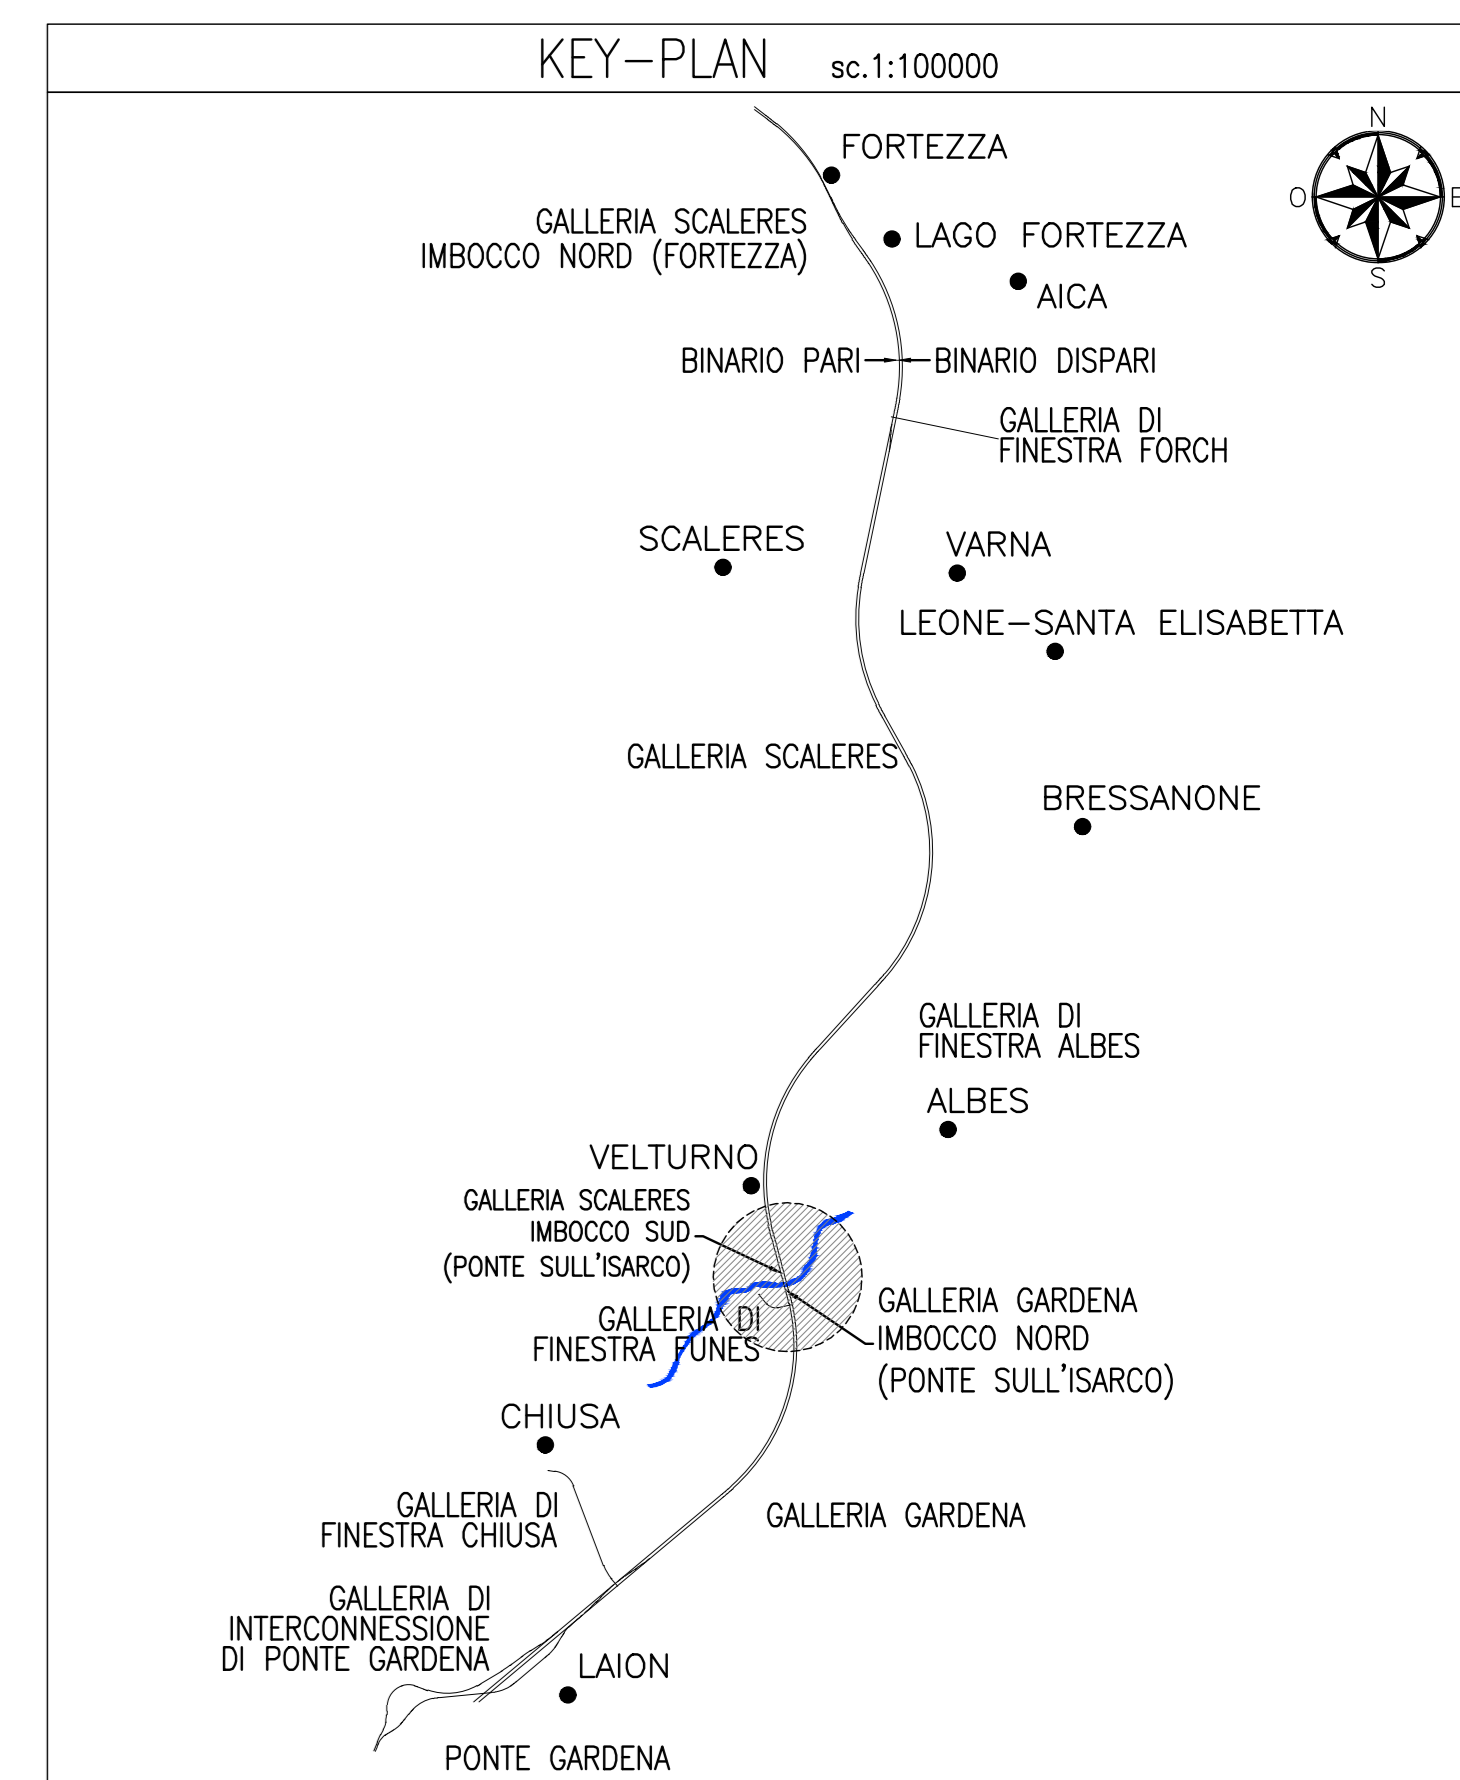 KEY-PLAN sc.1:100000
N
O
E
S
FORTEZZA
GALLERIA SCALERES
IMBOCCO NORD (FORTEZZA)
LAGO FORTEZZA
AICA
BINARIO PARI
BINARIO DISPARI
GALLERIA DI
FINESTRA FORCH
SCALERES
VARNA
LEONE-SANTA ELISABETTA
GALLERIA SCALERES
BRESSANONE
GALLERIA DI
FINESTRA ALBES
ALBES
VELTURNO
GALLERIA SCALERES
IMBOCCO SUD
(PONTE SULL'ISARCO)
GALLERIA DI
FINESTRA FUNES
GALLERIA GARDENA
IMBOCCO NORD
(PONTE SULL'ISARCO)
CHIUSA
GALLERIA DI
FINESTRA CHIUSA
GALLERIA GARDENA
GALLERIA DI
INTERCONNESSIONE
DI PONTE GARDENA
LAION
PONTE GARDENA